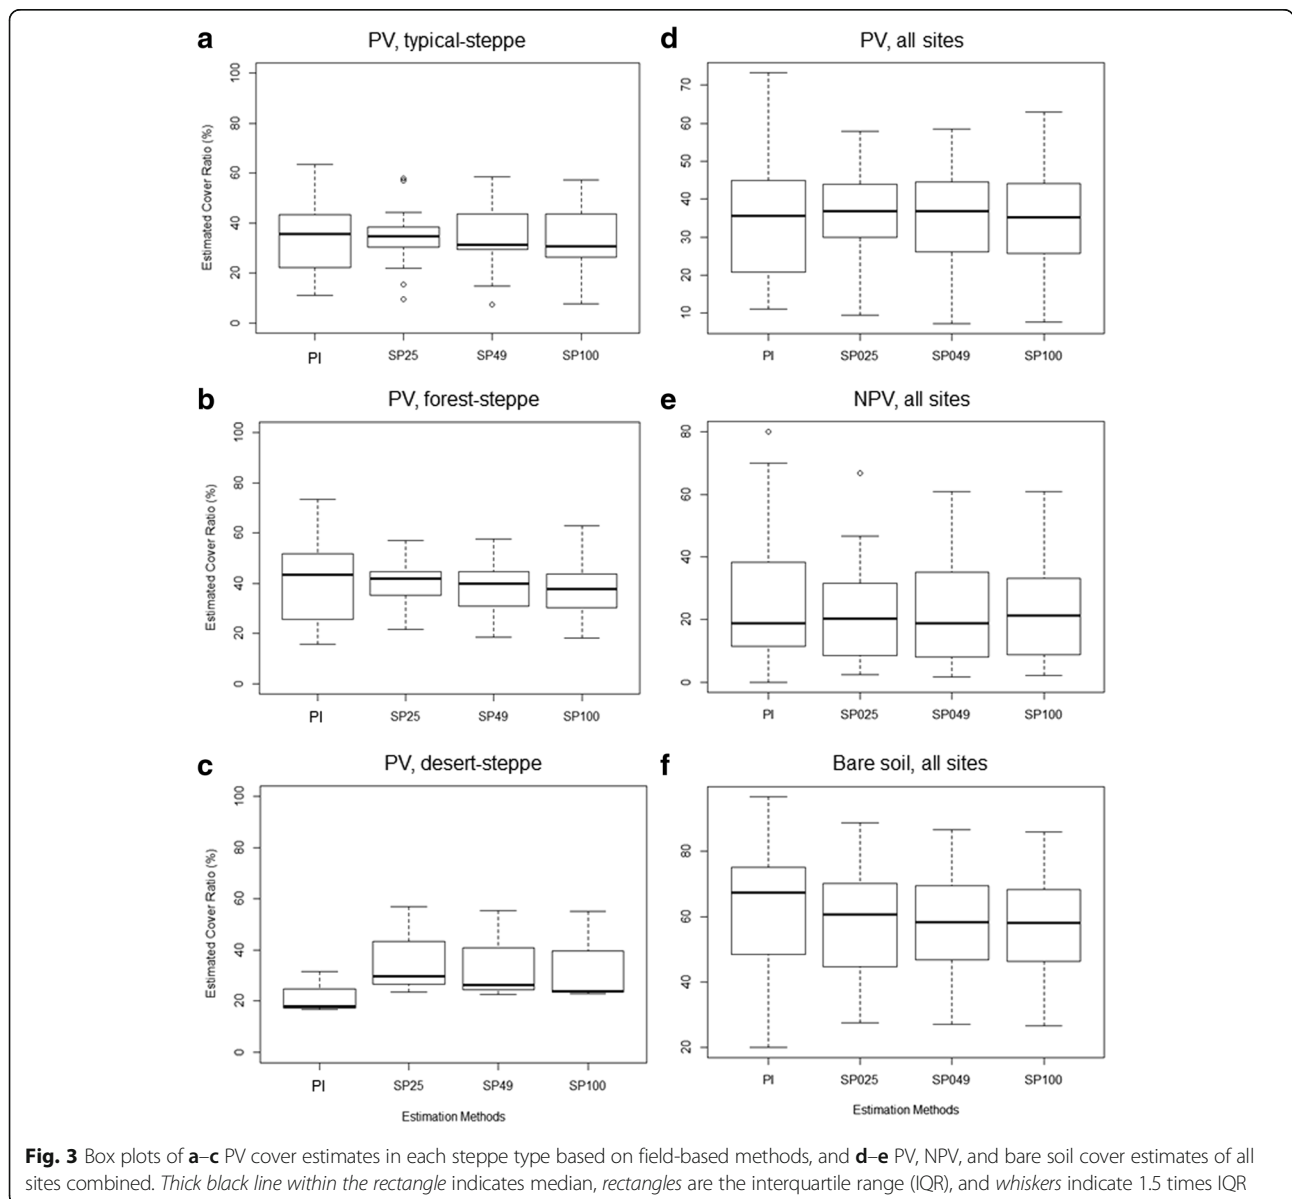 a
PV, typical-steppe
Estimated Cover Ratio (%)
100
80
60
40
20
0
PI SP25 SP49 SP100
b
PV, forest-steppe
Estimated Cover Ratio (%)
100
80
60
40
20
0
PI SP25 SP49 SP100
c
PV, desert-steppe
Estimated Cover Ratio (%)
100
80
60
40
20
0
PI SP25 SP49 SP100
Estimation Methods
d
PV, all sites
70
60
50
40
30
20
10
PI SP025 SP049 SP100
e
NPV, all sites
80
60
40
20
0
PI SP025 SP049 SP100
f
Bare soil, all sites
80
60
40
20
PI SP025 SP049 SP100
Estimation Methods
Fig. 3 Box plots of a–c PV cover estimates in each steppe type based on field-based methods, and d–e PV, NPV, and bare soil cover estimates of all
sites combined. Thick black line within the rectangle indicates median, rectangles are the interquartile range (IQR), and whiskers indicate 1.5 times IQR